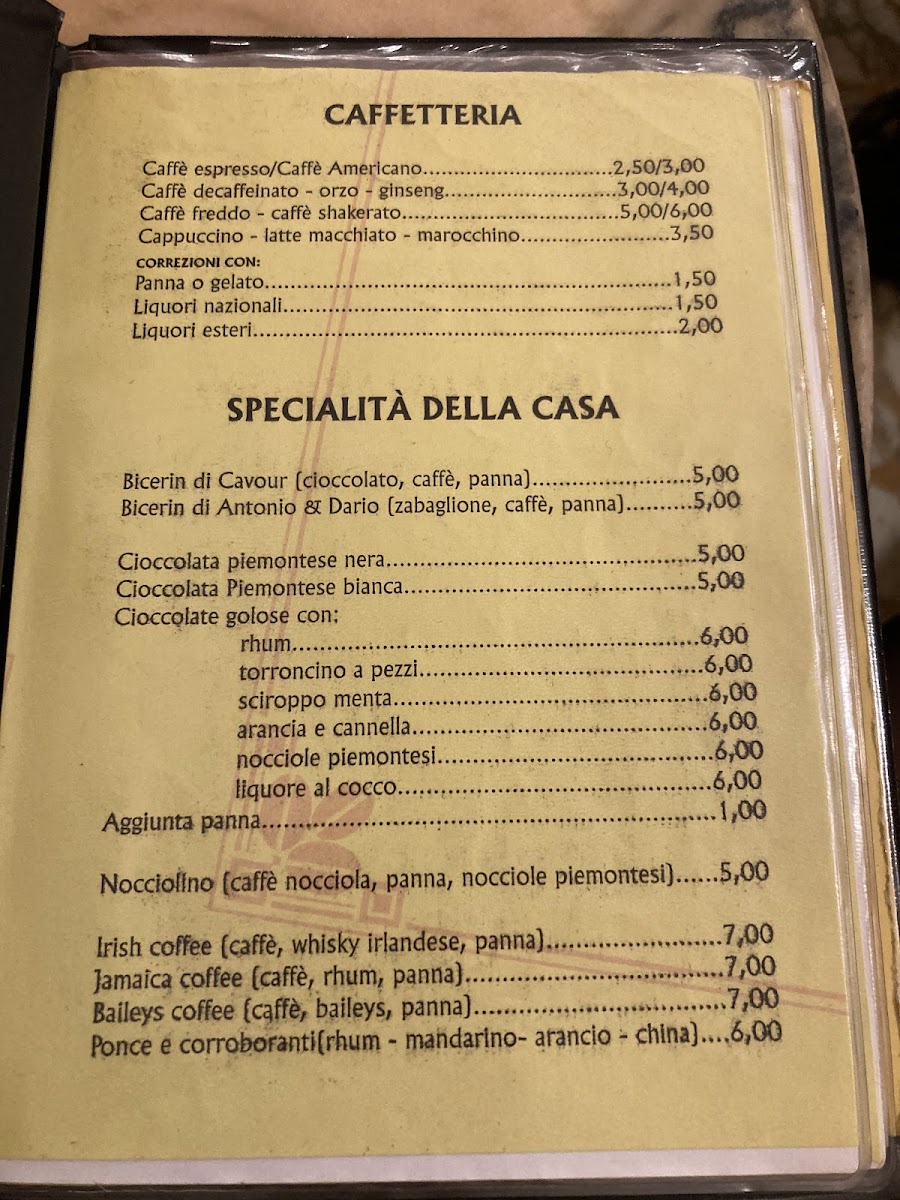 CAFFETTERIA
Caffè espresso/Caffè Americano..............................2,50/3,00
Caffè decaffeinato - orzo - ginseng...........................3,00/4,00
Caffè freddo - caffè shakerato...................................5,00/6,00
Cappuccino - latte macchiato - marocchino.......................3,50
CORREZIONI CON:
Panna o gelato.................................................................1,50
Liquori nazionali..............................................................1,50
Liquori esteri....................................................................2,00
SPECIALITÀ DELLA CASA
Bicerin di Cavour (cioccolato, caffè, panna).......................5,00
Bicerin di Antonio & Dario (zabaglione, caffè, panna)..........5,00
Cioccolata piemontese nera.............................................5,00
Cioccolata Piemontese bianca..........................................5,00
Cioccolate golose con:
rhum...........................................................6,00
torroncino a pezzi.........................................6,00
sciroppo menta.............................................6,00
arancia e cannella..........................................6,00
nocciole piemontesi.......................................6,00
liquore al cocco.............................................6,00
Aggiunta panna..............................................................1,00
Nocciolino (caffè nocciola, panna, nocciole piemontesi)......5,00
Irish coffee (caffè, whisky irlandese, panna)........................7,00
Jamaica coffee (caffè, rhum, panna)...................................7,00
Baileys coffee (caffè, baileys, panna)..................................7,00
Ponce e corroboranti(rhum - mandarino- arancio - china)....6,00